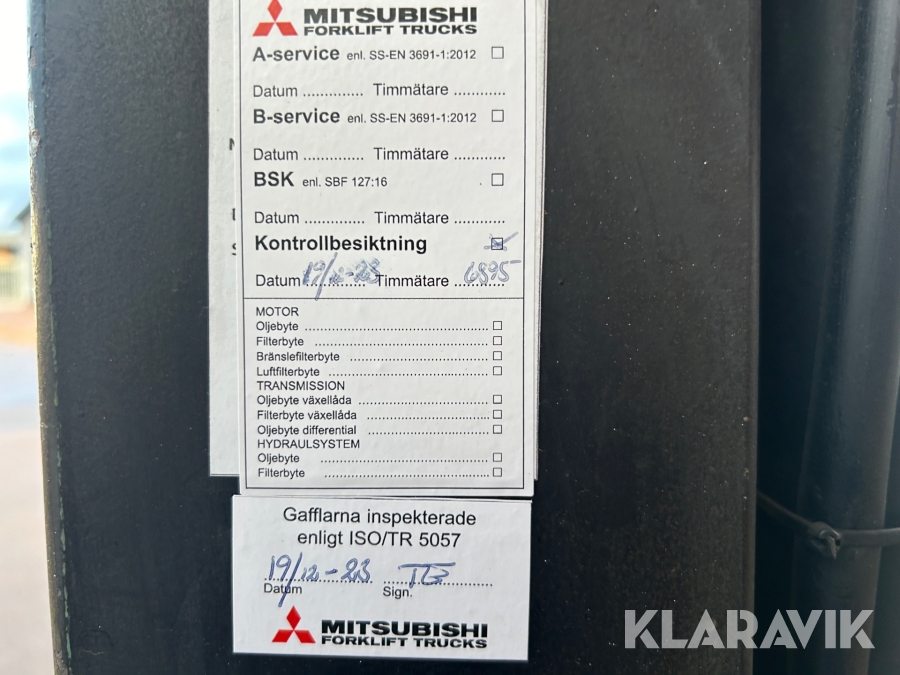 MITSUBISHI
FORKLIFT TRUCKS
A-service enl. SS-EN 3691-1:2012 ☐
Datum .............. Timmätare ............
B-service enl. SS-EN 3691-1:2012 ☐
Datum .............. Timmätare ............
BSK enl. SBF 127:16 ☐
Datum .............. Timmätare ............
Kontrollbesiktning ☑
Datum 19/12-23 Timmätare 6895
MOTOR
Oljebyte ☐
Filterbyte ☐
Bränslefilterbyte ☐
Luftfilterbyte ☐
TRANSMISSION
Oljebyte växellåda ☐
Filterbyte växellåda ☐
Oljebyte differential ☐
HYDRAULSYSTEM
Oljebyte ☐
Filterbyte ☐
Gafflarna inspekterade
enligt ISO/TR 5057
19/12-23
Datum Sign.
MITSUBISHI
FORKLIFT TRUCKS
KLARAVIK